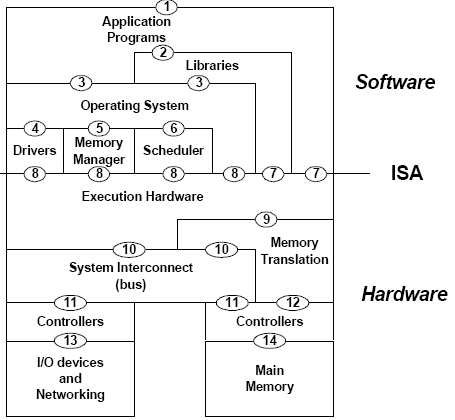 1
Application
Programs
2
Libraries
Software
3 3
Operating System
4 5 6
Drivers Memory Manager Scheduler
8 8 8 8 7 7 ISA
Execution Hardware
9
Memory
Translation
10 10
System Interconnect
(bus)
Hardware
11 11 12
Controllers Controllers
13 14
I/O devices
and
Networking
Main
Memory